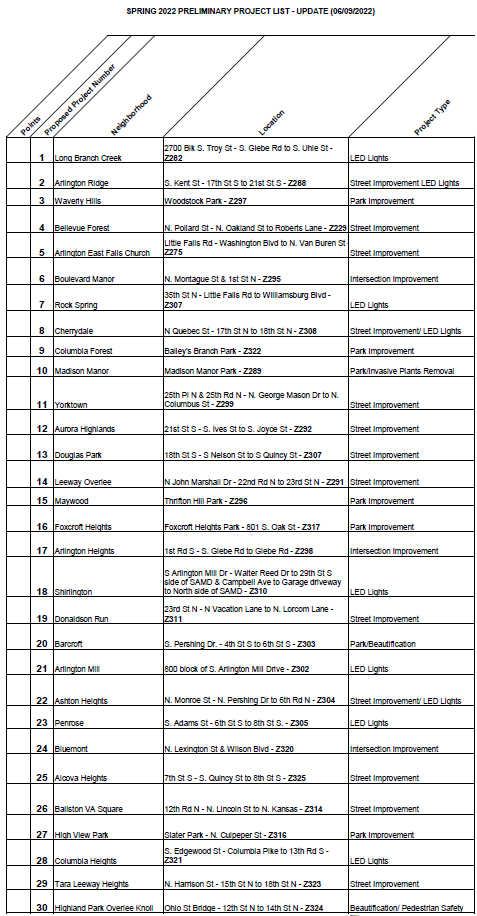 SPRING 2022 PRELIMINARY PROJECT LIST - UPDATE (06/09/2022)
Points
Proposed Project Number
Neighborhood
Location
Project Type
1 Long Branch Creek 2700 Blk S. Troy St - S. Glebe Rd to S. Uhle St -
Z282 LED Lights
2 Arlington Ridge S. Kent St - 17th St S to 21st St S - Z288 Street Improvement LED Lights
3 Waverly Hills Woodstock Park - Z297 Park Improvement
4 Bellevue Forest N. Pollard St - N. Oakland St to Roberts Lane - Z229 Street Improvement
5 Arlington East Falls Church Little Falls Rd - Washington Blvd to N. Van Buren St -
Z275 Street Improvement
6 Boulevard Manor N. Montague St & 1st St N - Z295 Intersection Improvement
7 Rock Spring 35th St N - Little Falls Rd to Williamsburg Blvd -
Z307 LED Lights
8 Cherrydale N Quebec St - 17th St N to 18th St N - Z308 Street Improvement/ LED Lights
9 Columbia Forest Bailey's Branch Park - Z322 Park Improvement
10 Madison Manor Madison Manor Park - Z289 Park/Invasive Plants Removal
11 Yorktown 25th Pl N & 25th Rd N - N. George Mason Dr to N.
Columbus St - Z299 Street Improvement
12 Aurora Highlands 21st St S - S. Ives St to S. Joyce St - Z292 Street Improvement
13 Douglas Park 18th St S - S Nelson St to S Quincy St - Z307 Street Improvement
14 Leeway Overlee N John Marshall Dr - 22nd Rd N to 23rd St N - Z291 Street Improvement
15 Maywood Thrifton Hill Park - Z296 Park Improvement
16 Foxcroft Heights Foxcroft Heights Park - 801 S. Oak St - Z317 Park Improvement
17 Arlington Heights 1st Rd S - S. Glebe Rd to Glebe Rd - Z298 Intersection Improvement
18 Shirlington S Arlington Mill Dr - Walter Reed Dr to 29th St S
side of SAMD & Campbell Ave to Garage driveway
to North side of SAMD - Z310 LED Lights
19 Donaldson Run 23rd St N - N Vacation Lane to N. Lorcom Lane -
Z311 Street Improvement
20 Barcroft S. Pershing Dr. - 4th St S to 6th St S - Z303 Park/Beautification
21 Arlington Mill 800 block of S. Arlington Mill Drive - Z302 LED Lights
22 Ashton Heights N. Monroe St - N. Pershing Dr to 6th Rd N - Z304 Street Improvement/ LED Lights
23 Penrose S. Adams St - 6th St S to 8th St S. - Z305 LED Lights
24 Bluemont N. Lexington St & Wilson Blvd - Z320 Intersection Improvement
25 Alcova Heights 7th St S - S. Quincy St to 8th St S - Z325 Street Improvement
26 Ballston VA Square 12th Rd N - N. Lincoln St to N. Kansas - Z314 Street Improvement
27 High View Park Slater Park - N. Culpeper St - Z316 Park Improvement
28 Columbia Heights S. Edgewood St - Columbia Pike to 13th Rd S -
Z321 LED Lights
29 Tara Leeway Heights N. Harrison St - 15th St N to 18th St N - Z323 Street Improvement
30 Highland Park Overlee Knoll Ohio St Bridge - 12th St N to 14th St N - Z324 Beautification/ Pedestrian Safety